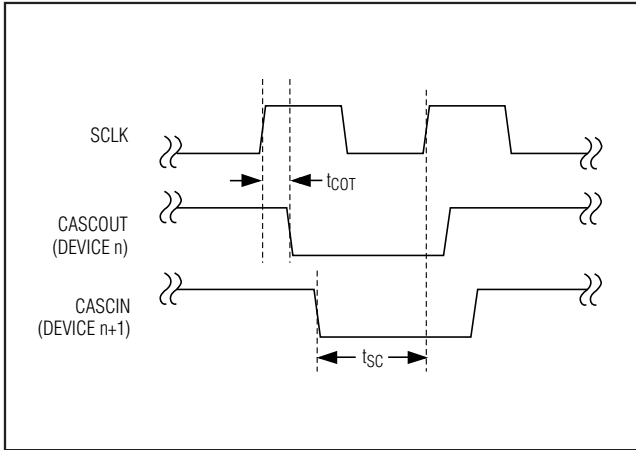 SCLK
tCOT
CASCOUT
(DEVICE n)
CASCIN
(DEVICE n+1)
tSC